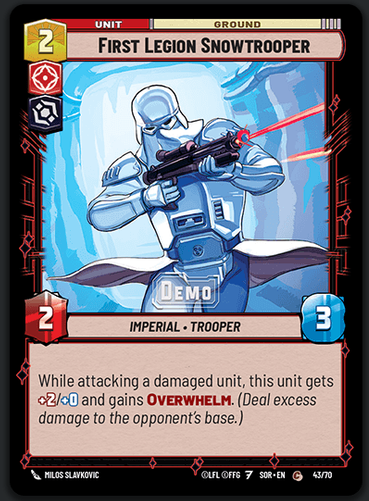 UNIT GROUND
2 FIRST LEGION SNOWTROOPER
DEMO
2 IMPERIAL • TROOPER 3
While attacking a damaged unit, this unit gets
+2/+0 and gains OVERWHELM. (Deal excess
damage to the opponent's base.)
MILOS SLAVKOVIC ©LFL ©FFG SOR•EN C 43/70